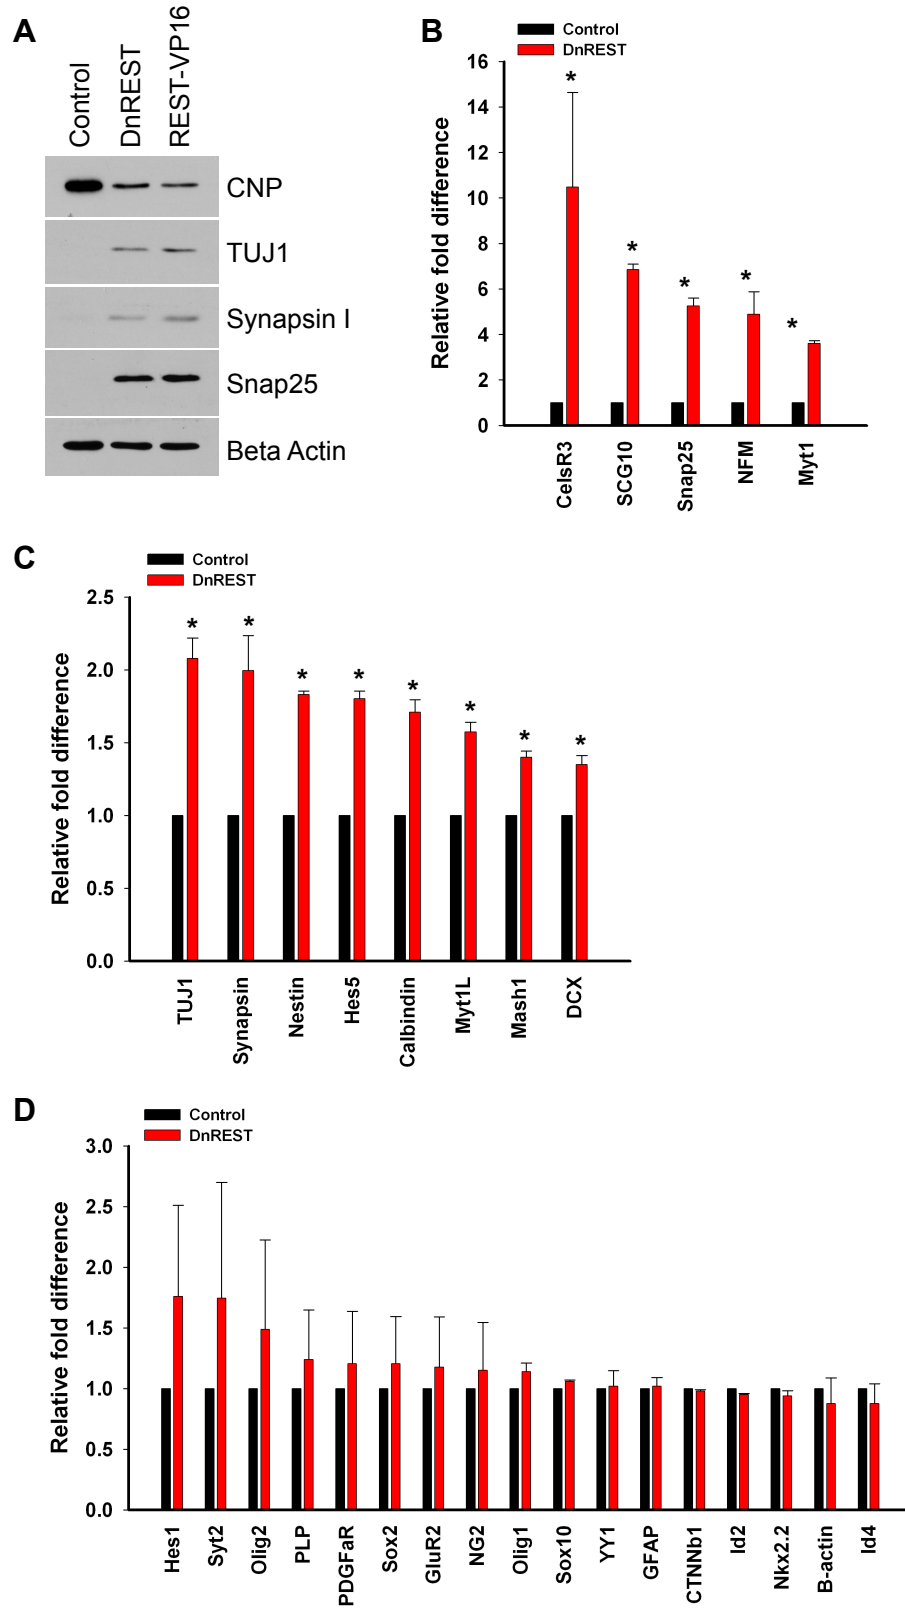 A
Control
DnREST
REST-VP16
CNP
TUJ1
Synapsin I
Snap25
Beta Actin
B
Control
DnREST
Relative fold difference
16
14
12
10
8
6
4
2
0
*
*
*
*
*
CelsR3
SCG10
Snap25
NFM
Myt1
C
Control
DnREST
Relative fold difference
2.5
2.0
1.5
1.0
0.5
0.0
*
*
*
*
*
*
*
*
TUJ1
Synapsin
Nestin
Hes5
Calbindin
Myt1L
Mash1
DCX
D
Control
DnREST
Relative fold difference
3.0
2.5
2.0
1.5
1.0
0.5
0.0
Hes1
Syt2
Olig2
PLP
PDGFaR
Sox2
GluR2
NG2
Olig1
Sox10
YY1
GFAP
CTNNb1
Id2
Nkx2.2
B-actin
Id4